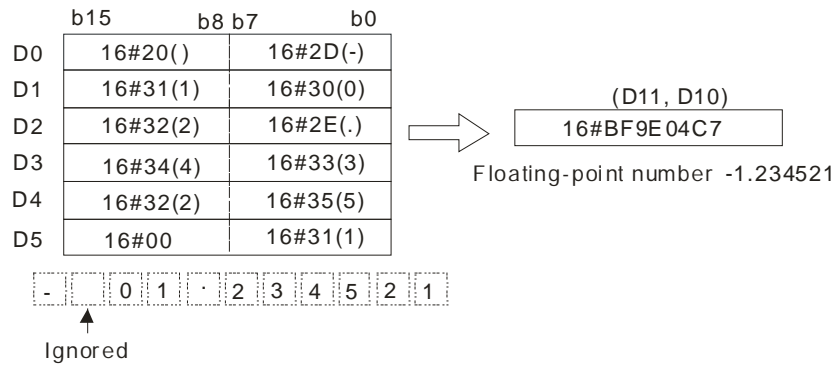 b15 b8 b7 b0
D0 16#20( ) 16#2D(-)
D1 16#31(1) 16#30(0)
D2 16#32(2) 16#2E(.)
D3 16#34(4) 16#33(3)
D4 16#32(2) 16#35(5)
D5 16#00 16#31(1)
(D11, D10)
16#BF9E04C7
Floating-point number -1.234521
- 0 1 . 2 3 4 5 2 1
Ignored